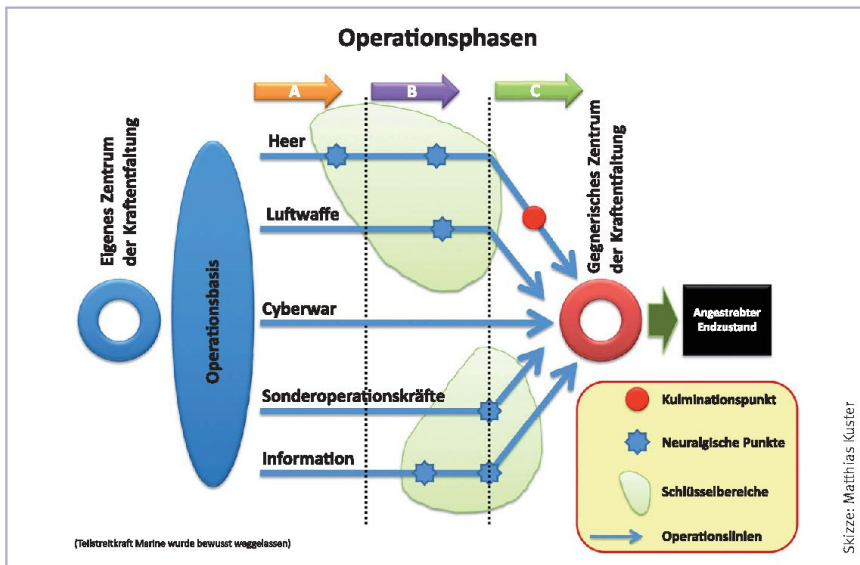 Operationsphasen
A
B
C
Eigenes Zentrum
der Kraftentfaltung
Operationsbasis
Heer
Luftwaffe
Cyberwar
Sonderoperationskräfte
Information
Gegnerisches Zentrum
der Kraftentfaltung
Angestrebter
Endzustand
Kulminationspunkt
Neuralgische Punkte
Schlüsselbereiche
Operationslinien
(Teilstreitkraft Marine wurde bewusst weggelassen)
Skizze: Matthias Kuster